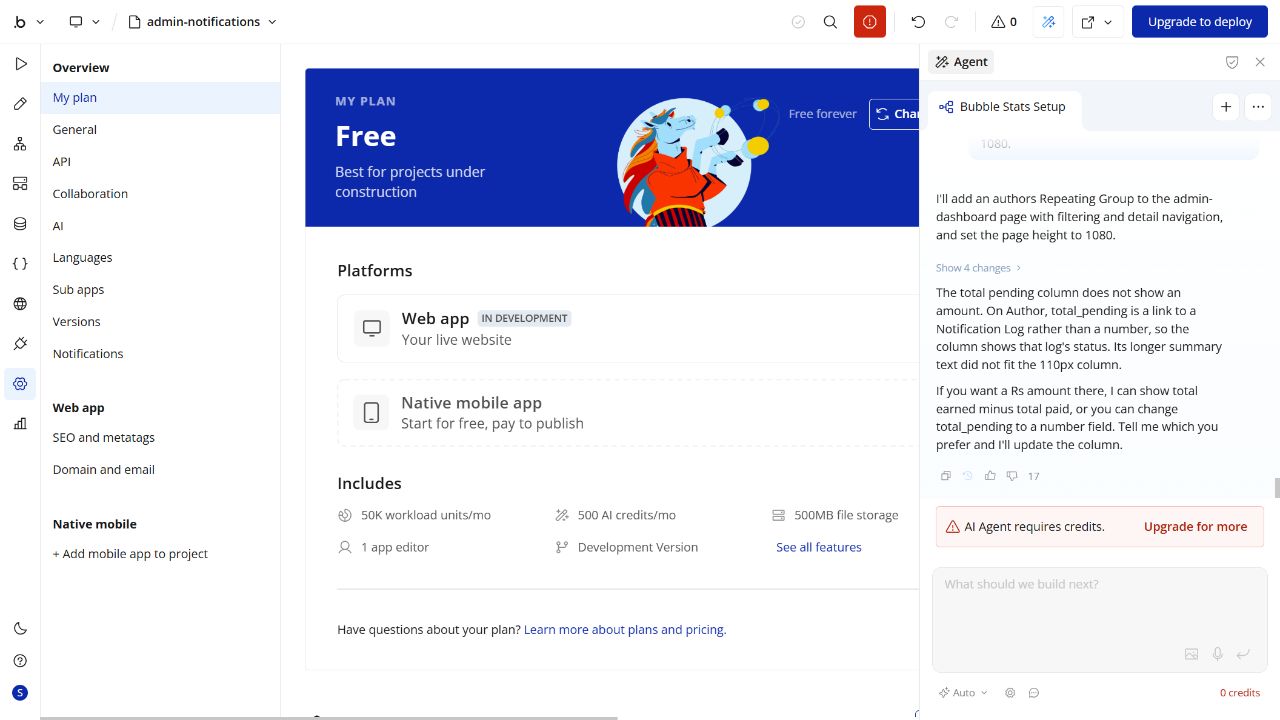 admin-notifications
0
Upgrade to deploy
Overview
My plan
General
API
Collaboration
AI
Languages
Sub apps
Versions
Notifications
Web app
SEO and metatags
Domain and email
Native mobile
+ Add mobile app to project
S
MY PLAN
Free
Best for projects under
construction
Free forever
Platforms
Web app IN DEVELOPMENT
Your live website
Native mobile app
Start for free, pay to publish
Includes
50K workload units/mo
500 AI credits/mo
500MB file storage
1 app editor
Development Version
See all features
Have questions about your plan? Learn more about plans and pricing.
Agent
Bubble Stats Setup
1080.
I'll add an authors Repeating Group to the admin-
dashboard page with filtering and detail navigation,
and set the page height to 1080.
Show 4 changes
The total pending column does not show an
amount. On Author, total_pending is a link to a
Notification Log rather than a number, so the
column shows that log's status. Its longer summary
text did not fit the 110px column.
If you want a Rs amount there, I can show total
earned minus total paid, or you can change
total_pending to a number field. Tell me which you
prefer and I'll update the column.
17
AI Agent requires credits. Upgrade for more
What should we build next?
Auto
0 credits